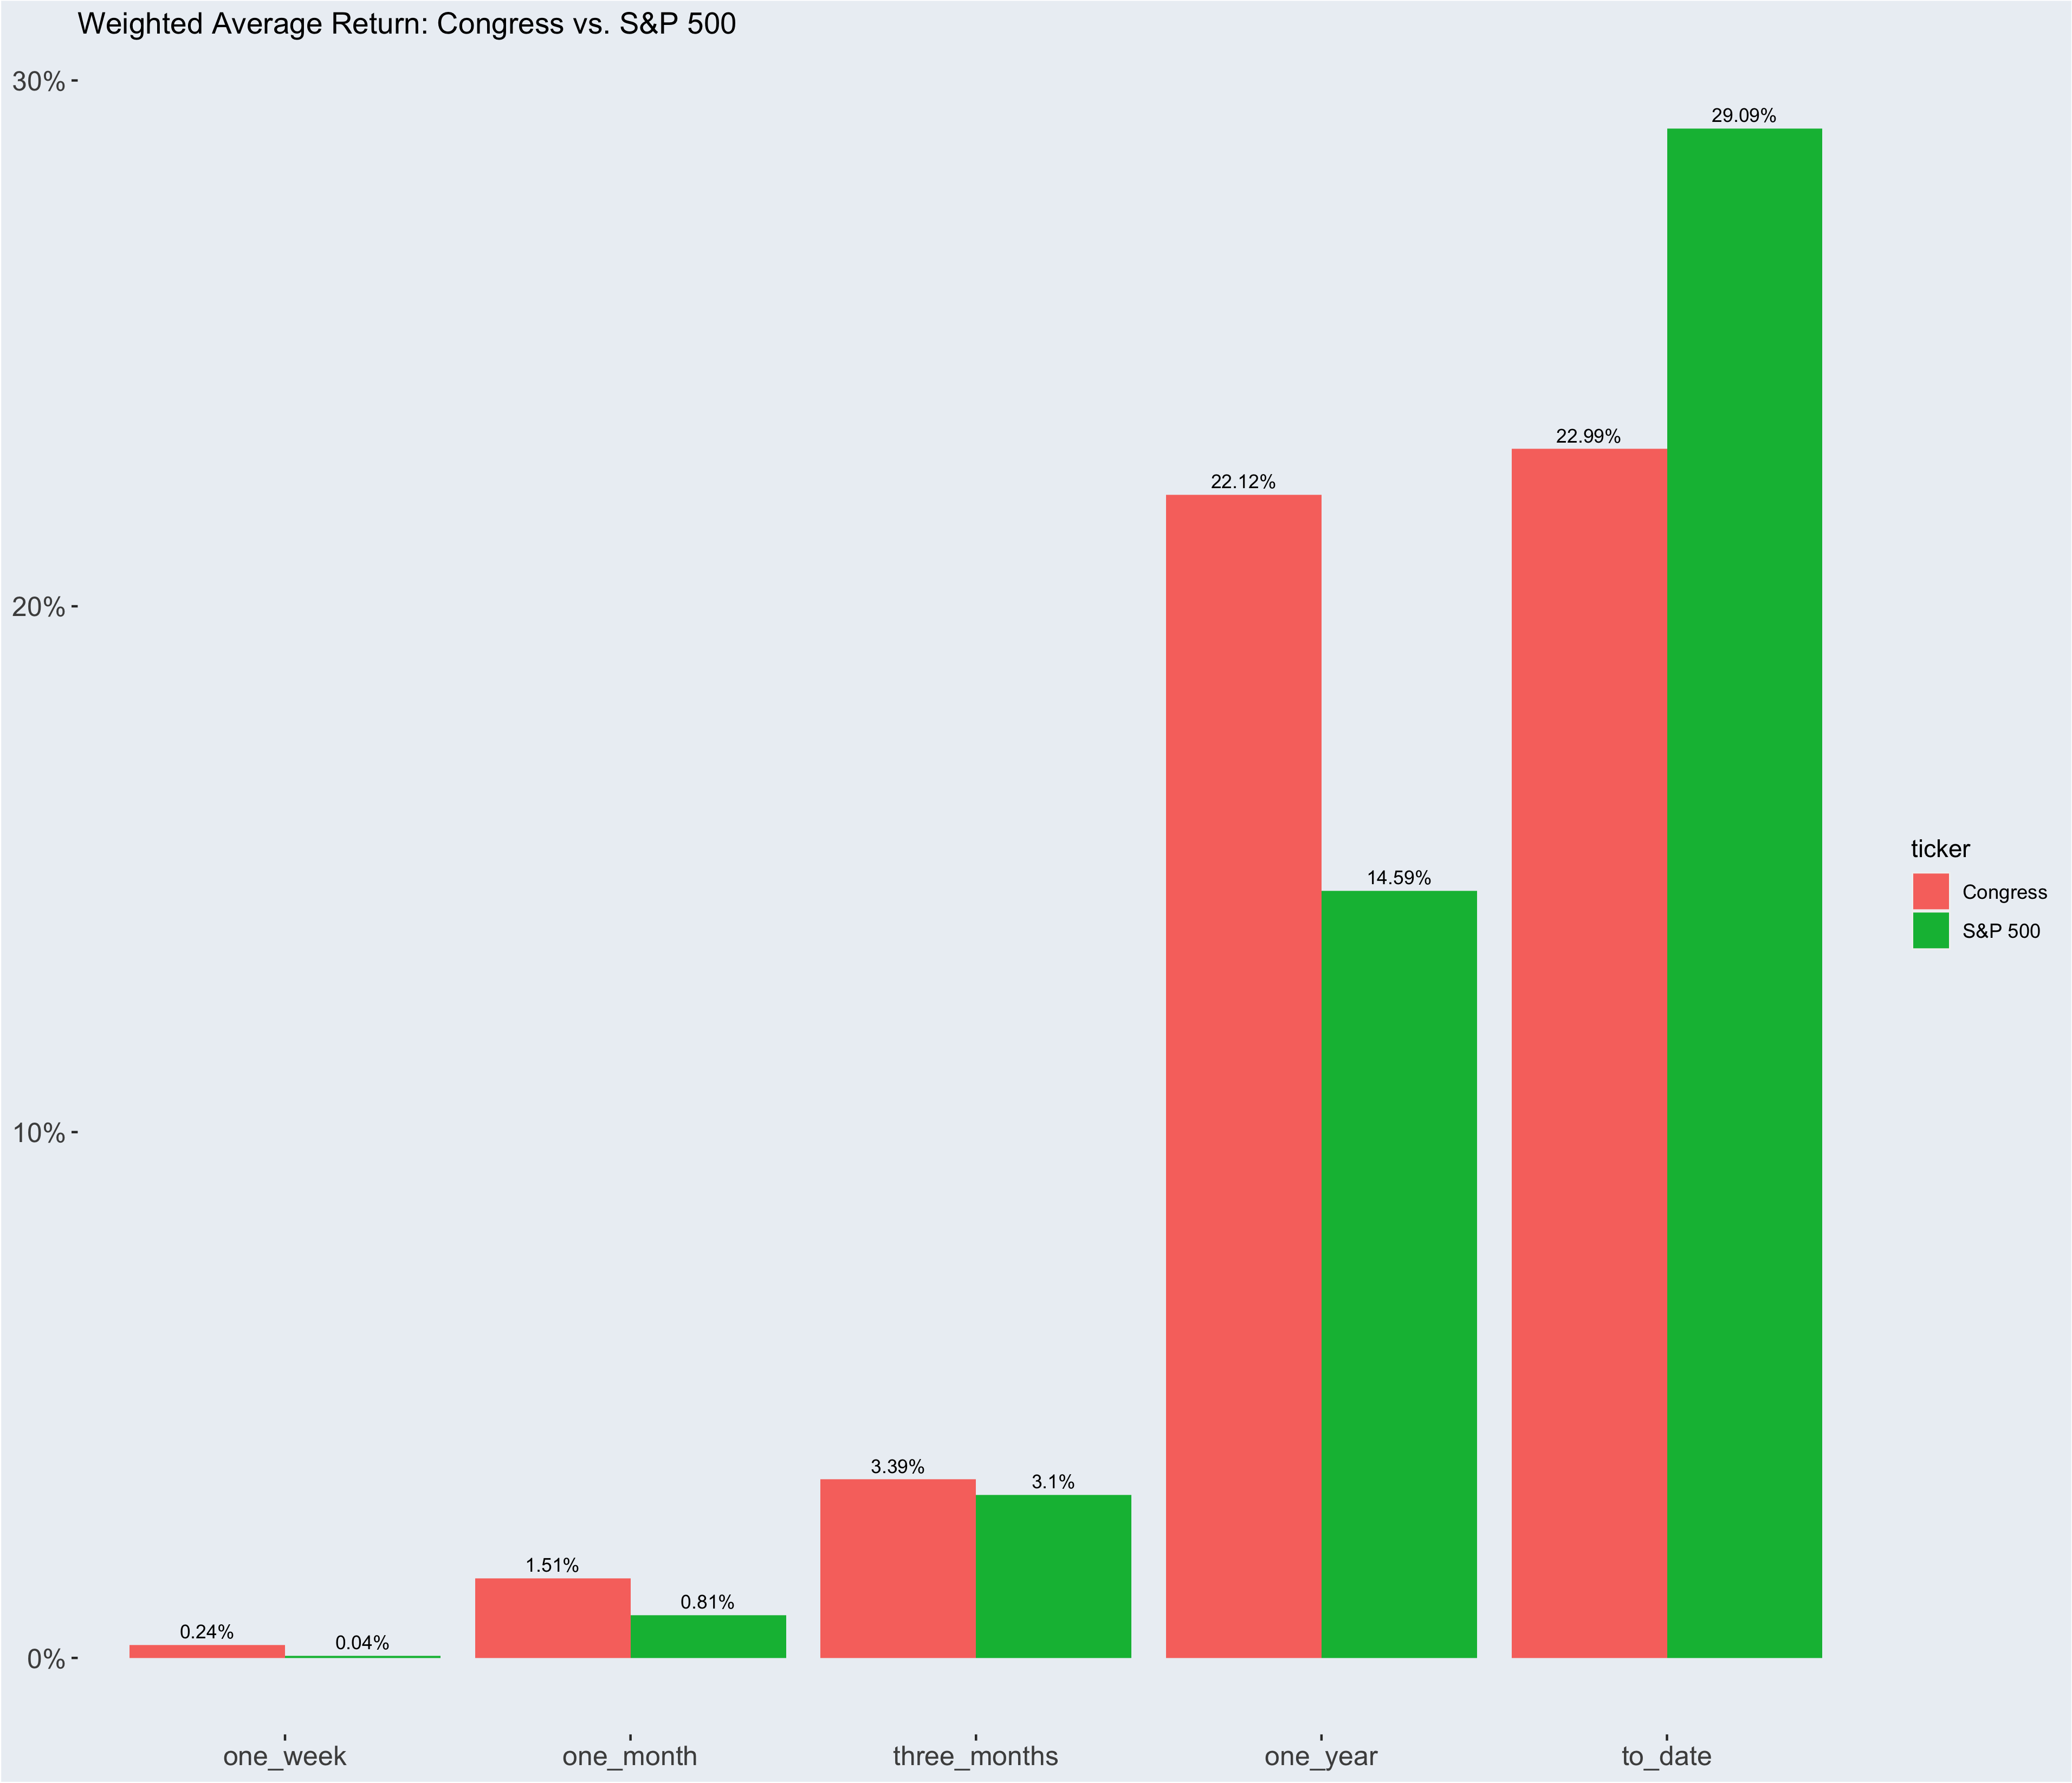 Weighted Average Return: Congress vs. S&P 500
30%
29.09%
22.99%
22.12%
20%
14.59%
ticker
Congress
S&P 500
10%
3.39%
3.1%
1.51%
0.81%
0.24%
0.04%
0%
one_week
one_month
three_months
one_year
to_date